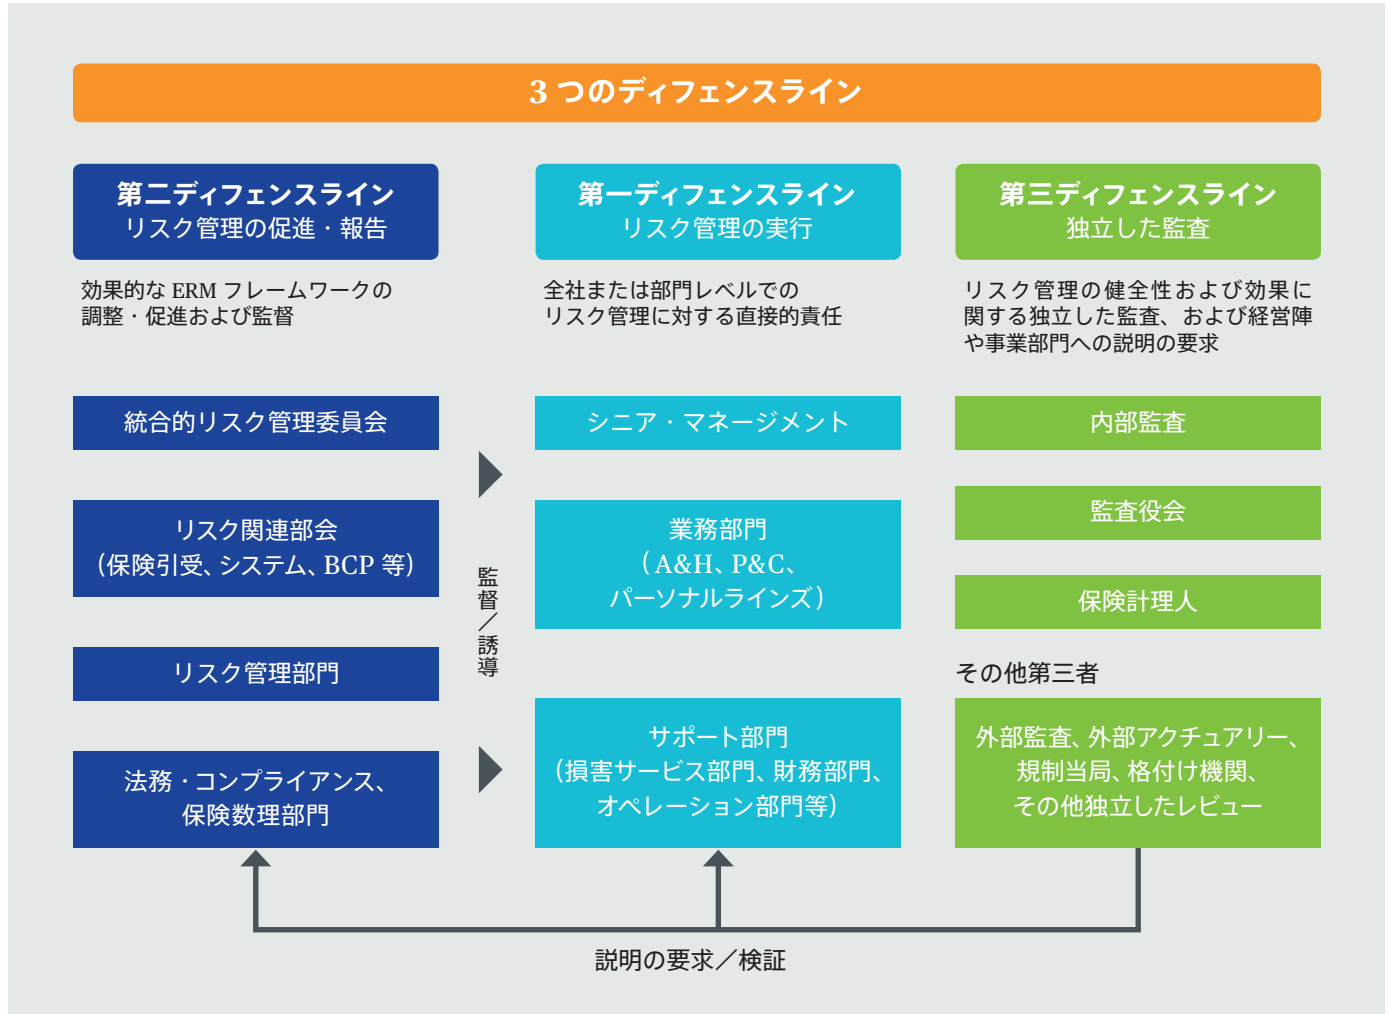 3 つのディフェンスライン
第二ディフェンスライン
リスク管理の促進・報告
効果的な ERM フレームワークの
調整・促進および監督
統合的リスク管理委員会
リスク関連部会
（保険引受、システム、BCP 等）
リスク管理部門
法務・コンプライアンス、
保険数理部門
監督／誘導
第一ディフェンスライン
リスク管理の実行
全社または部門レベルでの
リスク管理に対する直接的責任
シニア・マネージメント
業務部門
（A&H、P&C、
パーソナルラインズ）
サポート部門
（損害サービス部門、財務部門、
オペレーション部門等）
第三ディフェンスライン
独立した監査
リスク管理の健全性および効果に
関する独立した監査、および経営陣
や事業部門への説明の要求
内部監査
監査役会
保険計理人
その他第三者
外部監査、外部アクチュアリー、
規制当局、格付け機関、
その他独立したレビュー
説明の要求／検証